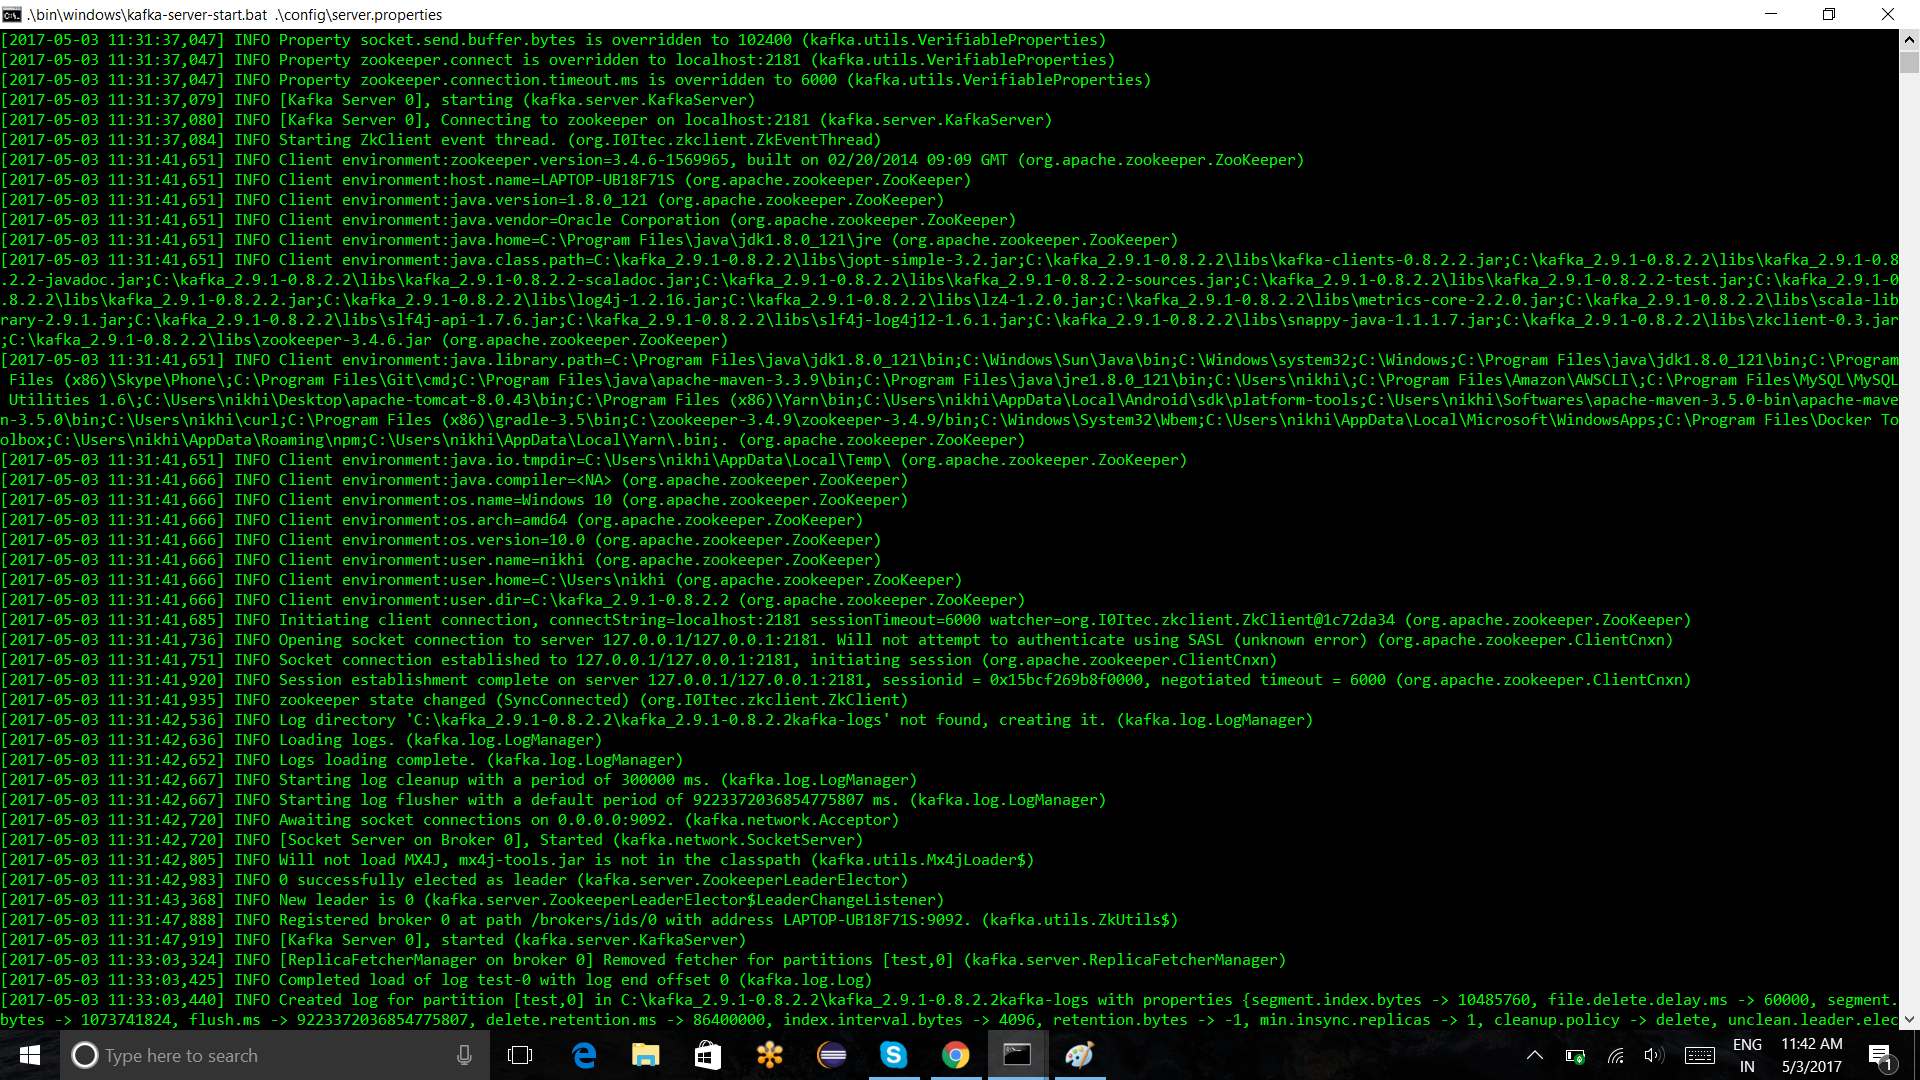 .\bin\windows\kafka-server-start.bat  .\config\server.properties
[2017-05-03 11:31:37,047] INFO Property socket.send.buffer.bytes is overridden to 102400 (kafka.utils.VerifiableProperties)
[2017-05-03 11:31:37,047] INFO Property zookeeper.connect is overridden to localhost:2181 (kafka.utils.VerifiableProperties)
[2017-05-03 11:31:37,047] INFO Property zookeeper.connection.timeout.ms is overridden to 6000 (kafka.utils.VerifiableProperties)
[2017-05-03 11:31:37,079] INFO [Kafka Server 0], starting (kafka.server.KafkaServer)
[2017-05-03 11:31:37,080] INFO [Kafka Server 0], Connecting to zookeeper on localhost:2181 (kafka.server.KafkaServer)
[2017-05-03 11:31:37,084] INFO Starting ZkClient event thread. (org.I0Itec.zkclient.ZkEventThread)
[2017-05-03 11:31:41,651] INFO Client environment:zookeeper.version=3.4.6-1569965, built on 02/20/2014 09:09 GMT (org.apache.zookeeper.ZooKeeper)
[2017-05-03 11:31:41,651] INFO Client environment:host.name=LAPTOP-UB18F71S (org.apache.zookeeper.ZooKeeper)
[2017-05-03 11:31:41,651] INFO Client environment:java.version=1.8.0_121 (org.apache.zookeeper.ZooKeeper)
[2017-05-03 11:31:41,651] INFO Client environment:java.vendor=Oracle Corporation (org.apache.zookeeper.ZooKeeper)
[2017-05-03 11:31:41,651] INFO Client environment:java.home=C:\Program Files\java\jdk1.8.0_121\jre (org.apache.zookeeper.ZooKeeper)
[2017-05-03 11:31:41,651] INFO Client environment:java.class.path=C:\kafka_2.9.1-0.8.2.2\libs\jopt-simple-3.2.jar;C:\kafka_2.9.1-0.8.2.2\libs\kafka-clients-0.8.2.2.jar;C:\kafka_2.9.1-0.8.2.2\libs\kafka_2.9.1-0.8
.2.2-javadoc.jar;C:\kafka_2.9.1-0.8.2.2\libs\kafka_2.9.1-0.8.2.2-scaladoc.jar;C:\kafka_2.9.1-0.8.2.2\libs\kafka_2.9.1-0.8.2.2-sources.jar;C:\kafka_2.9.1-0.8.2.2\libs\kafka_2.9.1-0.8.2.2-test.jar;C:\kafka_2.9.1-0
.8.2.2\libs\kafka_2.9.1-0.8.2.2.jar;C:\kafka_2.9.1-0.8.2.2\libs\log4j-1.2.16.jar;C:\kafka_2.9.1-0.8.2.2\libs\lz4-1.2.0.jar;C:\kafka_2.9.1-0.8.2.2\libs\metrics-core-2.2.0.jar;C:\kafka_2.9.1-0.8.2.2\libs\scala-lib
rary-2.9.1.jar;C:\kafka_2.9.1-0.8.2.2\libs\slf4j-api-1.7.6.jar;C:\kafka_2.9.1-0.8.2.2\libs\slf4j-log4j12-1.6.1.jar;C:\kafka_2.9.1-0.8.2.2\libs\snappy-java-1.1.1.7.jar;C:\kafka_2.9.1-0.8.2.2\libs\zkclient-0.3.jar
;C:\kafka_2.9.1-0.8.2.2\libs\zookeeper-3.4.6.jar (org.apache.zookeeper.ZooKeeper)
[2017-05-03 11:31:41,651] INFO Client environment:java.library.path=C:\Program Files\java\jdk1.8.0_121\bin;C:\Windows\Sun\Java\bin;C:\Windows\system32;C:\Windows;C:\Program Files\java\jdk1.8.0_121\bin;C:\Program
 Files (x86)\Skype\Phone\;C:\Program Files\Git\cmd;C:\Program Files\java\apache-maven-3.3.9\bin;C:\Program Files\java\jre1.8.0_121\bin;C:\Users\nikhi\;C:\Program Files\Amazon\AWSCLI\;C:\Program Files\MySQL\MySQL
 Utilities 1.6\;C:\Users\nikhi\Desktop\apache-tomcat-8.0.43\bin;C:\Program Files (x86)\Yarn\bin;C:\Users\nikhi\AppData\Local\Android\sdk\platform-tools;C:\Users\nikhi\Softwares\apache-maven-3.5.0-bin\apache-mave
n-3.5.0\bin;C:\Users\nikhi\curl;C:\Program Files (x86)\gradle-3.5\bin;C:\zookeeper-3.4.9\zookeeper-3.4.9/bin;C:\Windows\System32\Wbem;C:\Users\nikhi\AppData\Local\Microsoft\WindowsApps;C:\Program Files\Docker To
olbox;C:\Users\nikhi\AppData\Roaming\npm;C:\Users\nikhi\AppData\Local\Yarn\.bin;. (org.apache.zookeeper.ZooKeeper)
[2017-05-03 11:31:41,651] INFO Client environment:java.io.tmpdir=C:\Users\nikhi\AppData\Local\Temp\ (org.apache.zookeeper.ZooKeeper)
[2017-05-03 11:31:41,666] INFO Client environment:java.compiler=<NA> (org.apache.zookeeper.ZooKeeper)
[2017-05-03 11:31:41,666] INFO Client environment:os.name=Windows 10 (org.apache.zookeeper.ZooKeeper)
[2017-05-03 11:31:41,666] INFO Client environment:os.arch=amd64 (org.apache.zookeeper.ZooKeeper)
[2017-05-03 11:31:41,666] INFO Client environment:os.version=10.0 (org.apache.zookeeper.ZooKeeper)
[2017-05-03 11:31:41,666] INFO Client environment:user.name=nikhi (org.apache.zookeeper.ZooKeeper)
[2017-05-03 11:31:41,666] INFO Client environment:user.home=C:\Users\nikhi (org.apache.zookeeper.ZooKeeper)
[2017-05-03 11:31:41,666] INFO Client environment:user.dir=C:\kafka_2.9.1-0.8.2.2 (org.apache.zookeeper.ZooKeeper)
[2017-05-03 11:31:41,685] INFO Initiating client connection, connectString=localhost:2181 sessionTimeout=6000 watcher=org.I0Itec.zkclient.ZkClient@1c72da34 (org.apache.zookeeper.ZooKeeper)
[2017-05-03 11:31:41,736] INFO Opening socket connection to server 127.0.0.1/127.0.0.1:2181. Will not attempt to authenticate using SASL (unknown error) (org.apache.zookeeper.ClientCnxn)
[2017-05-03 11:31:41,751] INFO Socket connection established to 127.0.0.1/127.0.0.1:2181, initiating session (org.apache.zookeeper.ClientCnxn)
[2017-05-03 11:31:41,920] INFO Session establishment complete on server 127.0.0.1/127.0.0.1:2181, sessionid = 0x15bcf269b8f0000, negotiated timeout = 6000 (org.apache.zookeeper.ClientCnxn)
[2017-05-03 11:31:41,935] INFO zookeeper state changed (SyncConnected) (org.I0Itec.zkclient.ZkClient)
[2017-05-03 11:31:42,536] INFO Log directory 'C:\kafka_2.9.1-0.8.2.2\kafka_2.9.1-0.8.2.2kafka-logs' not found, creating it. (kafka.log.LogManager)
[2017-05-03 11:31:42,636] INFO Loading logs. (kafka.log.LogManager)
[2017-05-03 11:31:42,652] INFO Logs loading complete. (kafka.log.LogManager)
[2017-05-03 11:31:42,667] INFO Starting log cleanup with a period of 300000 ms. (kafka.log.LogManager)
[2017-05-03 11:31:42,667] INFO Starting log flusher with a default period of 9223372036854775807 ms. (kafka.log.LogManager)
[2017-05-03 11:31:42,720] INFO Awaiting socket connections on 0.0.0.0:9092. (kafka.network.Acceptor)
[2017-05-03 11:31:42,720] INFO [Socket Server on Broker 0], Started (kafka.network.SocketServer)
[2017-05-03 11:31:42,805] INFO Will not load MX4J, mx4j-tools.jar is not in the classpath (kafka.utils.Mx4jLoader$)
[2017-05-03 11:31:42,983] INFO 0 successfully elected as leader (kafka.server.ZookeeperLeaderElector)
[2017-05-03 11:31:43,368] INFO New leader is 0 (kafka.server.ZookeeperLeaderElector$LeaderChangeListener)
[2017-05-03 11:31:47,888] INFO Registered broker 0 at path /brokers/ids/0 with address LAPTOP-UB18F71S:9092. (kafka.utils.ZkUtils$)
[2017-05-03 11:31:47,919] INFO [Kafka Server 0], started (kafka.server.KafkaServer)
[2017-05-03 11:33:03,324] INFO [ReplicaFetcherManager on broker 0] Removed fetcher for partitions [test,0] (kafka.server.ReplicaFetcherManager)
[2017-05-03 11:33:03,425] INFO Completed load of log test-0 with log end offset 0 (kafka.log.Log)
[2017-05-03 11:33:03,440] INFO Created log for partition [test,0] in C:\kafka_2.9.1-0.8.2.2\kafka_2.9.1-0.8.2.2kafka-logs with properties {segment.index.bytes -> 10485760, file.delete.delay.ms -> 60000, segment.
bytes -> 1073741824, flush.ms -> 9223372036854775807, delete.retention.ms -> 86400000, index.interval.bytes -> 4096, retention.bytes -> -1, min.insync.replicas -> 1, cleanup.policy -> delete, unclean.leader.elec
Type here to search
ENG
IN
11:42 AM
5/3/2017
1